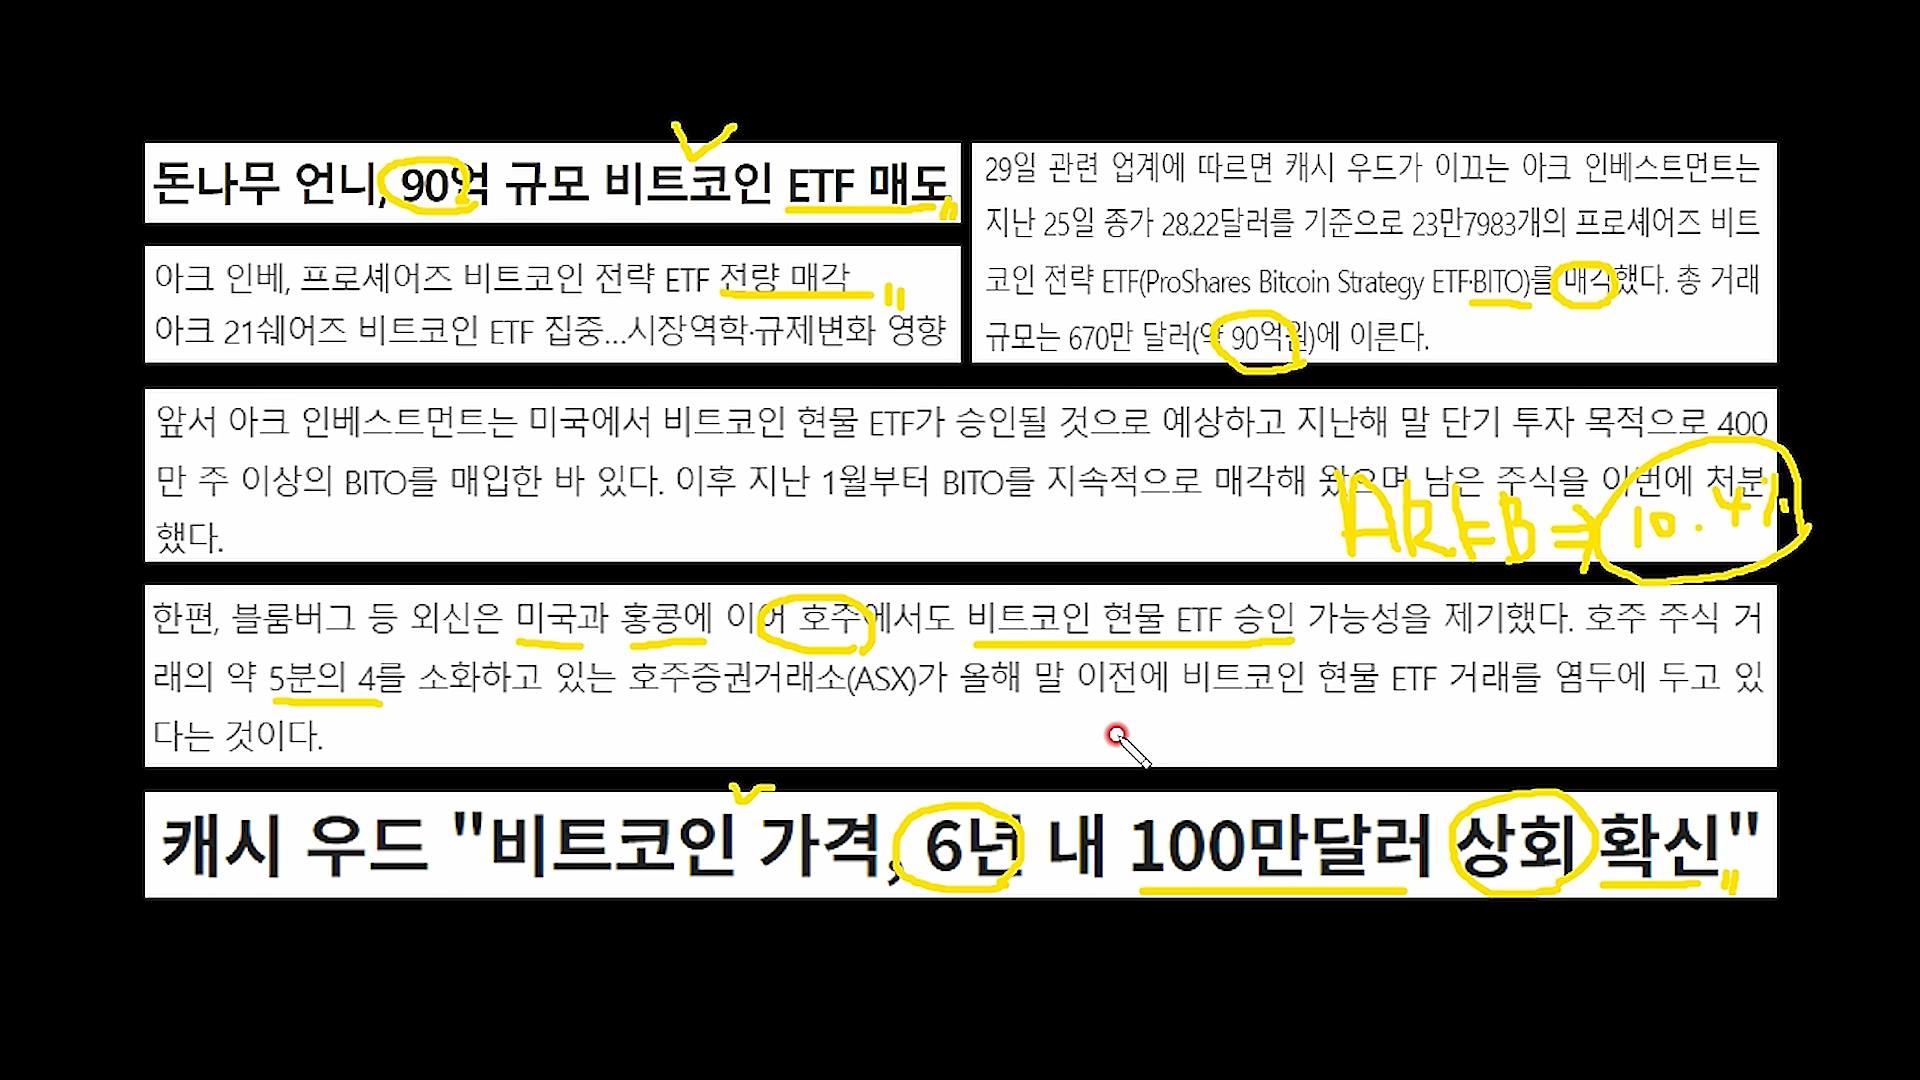 돈나무 언니, 90억 규모 비트코인 ETF 매도
아크 인베, 프로셰어즈 비트코인 전략 ETF 전량 매각
아크 21쉐어즈 비트코인 ETF 집중...시장역학·규제변화 영향
29일 관련 업계에 따르면 캐시 우드가 이끄는 아크 인베스트먼트는
지난 25일 종가 28.22달러를 기준으로 23만7983개의 프로셰어즈 비트
코인 전략 ETF(ProShares Bitcoin Strategy ETF·BITO)를 매각했다. 총 거래
규모는 670만 달러(약 90억원)에 이른다.
앞서 아크 인베스트먼트는 미국에서 비트코인 현물 ETF가 승인될 것으로 예상하고 지난해 말 단기 투자 목적으로 400
만 주 이상의 BITO를 매입한 바 있다. 이후 지난 1월부터 BITO를 지속적으로 매각해 왔으며 남은 주식을 이번에 처분
했다.
ARKB ⇒ 10.4%
한편, 블룸버그 등 외신은 미국과 홍콩에 이어 호주에서도 비트코인 현물 ETF 승인 가능성을 제기했다. 호주 주식 거
래의 약 5분의 4를 소화하고 있는 호주증권거래소(ASX)가 올해 말 이전에 비트코인 현물 ETF 거래를 염두에 두고 있
다는 것이다.
캐시 우드 "비트코인 가격, 6년 내 100만달러 상회 확신"